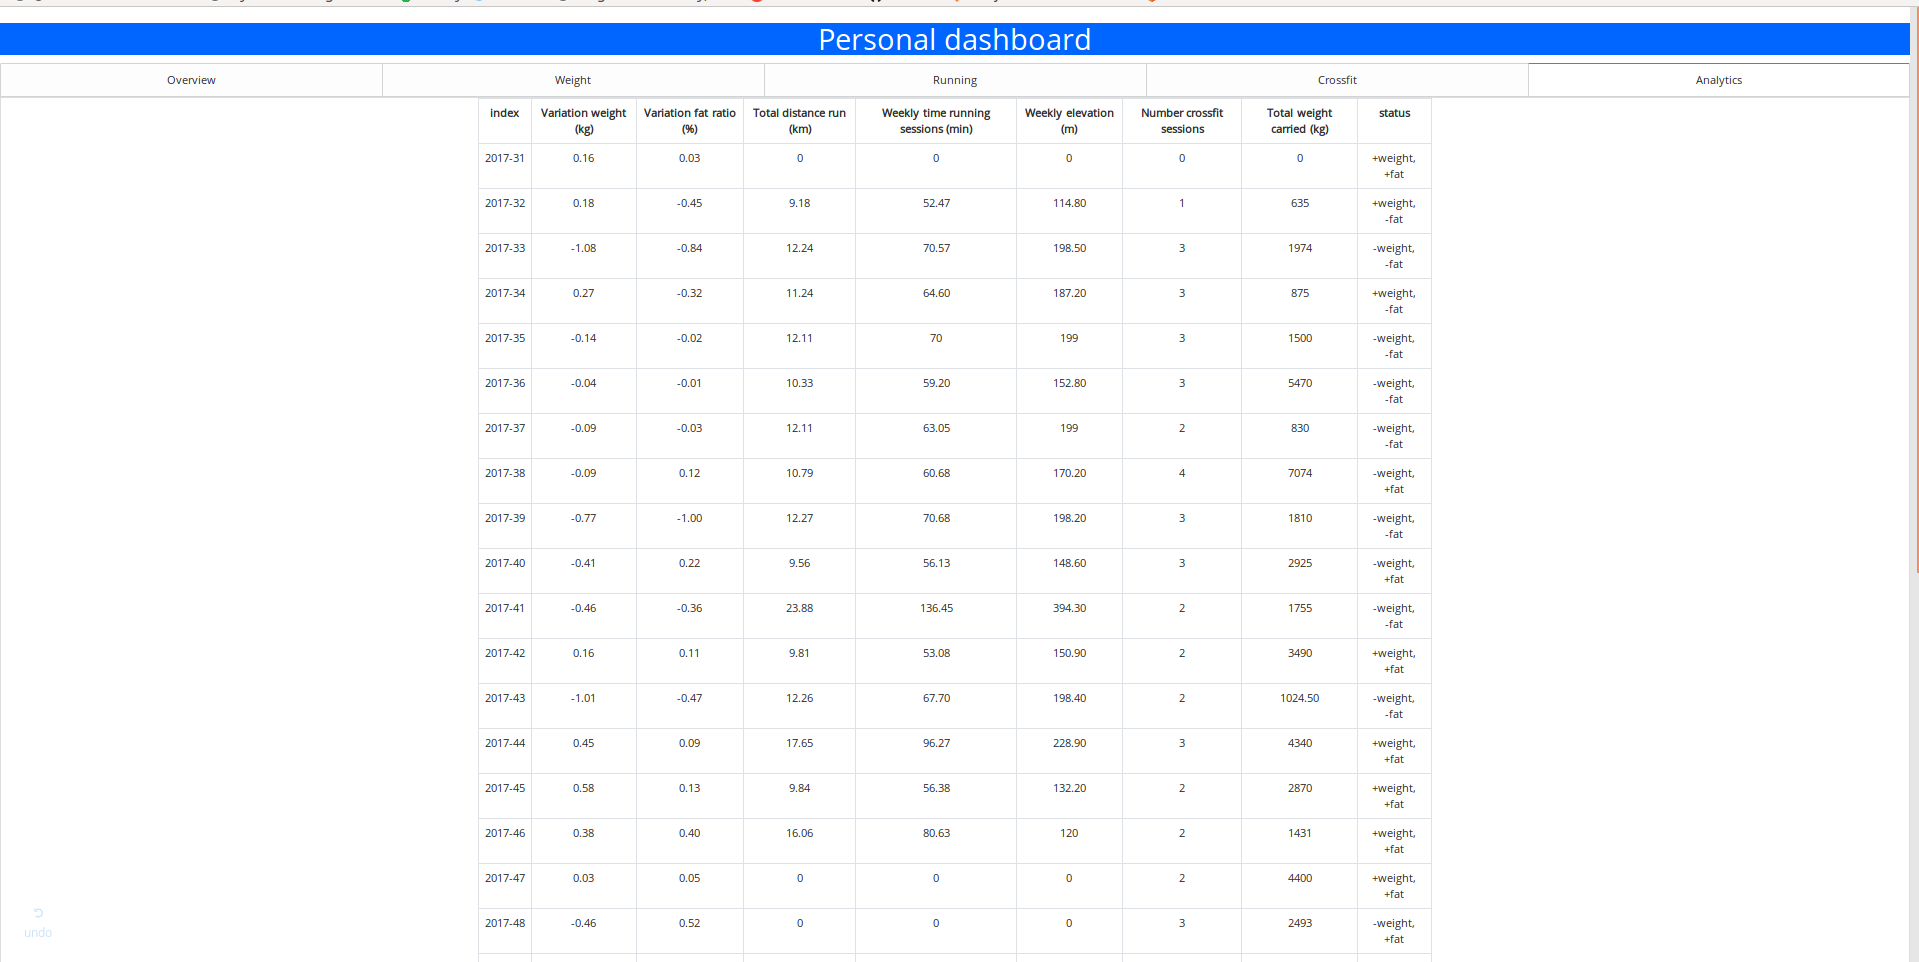 Personal dashboard
Overview Weight Running Crossfit Analytics
index Variation weight (kg) Variation fat ratio (%) Total distance run (km) Weekly time running sessions (min) Weekly elevation (m) Number crossfit sessions Total weight carried (kg) status
2017-31 0.16 0.03 0 0 0 0 0 +weight, +fat
2017-32 0.18 -0.45 9.18 52.47 114.80 1 635 +weight, -fat
2017-33 -1.08 -0.84 12.24 70.57 198.50 3 1974 -weight, -fat
2017-34 0.27 -0.32 11.24 64.60 187.20 3 875 +weight, -fat
2017-35 -0.14 -0.02 12.11 70 199 3 1500 -weight, -fat
2017-36 -0.04 -0.01 10.33 59.20 152.80 3 5470 -weight, -fat
2017-37 -0.09 -0.03 12.11 63.05 199 2 830 -weight, -fat
2017-38 -0.09 0.12 10.79 60.68 170.20 4 7074 -weight, +fat
2017-39 -0.77 -1.00 12.27 70.68 198.20 3 1810 -weight, -fat
2017-40 -0.41 0.22 9.56 56.13 148.60 3 2925 -weight, +fat
2017-41 -0.46 -0.36 23.88 136.45 394.30 2 1755 -weight, -fat
2017-42 0.16 0.11 9.81 53.08 150.90 2 3490 +weight, +fat
2017-43 -1.01 -0.47 12.26 67.70 198.40 2 1024.50 -weight, -fat
2017-44 0.45 0.09 17.65 96.27 228.90 3 4340 +weight, +fat
2017-45 0.58 0.13 9.84 56.38 132.20 2 2870 +weight, +fat
2017-46 0.38 0.40 16.06 80.63 120 2 1431 +weight, +fat
2017-47 0.03 0.05 0 0 0 2 4400 +weight, +fat
2017-48 -0.46 0.52 0 0 0 3 2493 -weight, +fat
undo